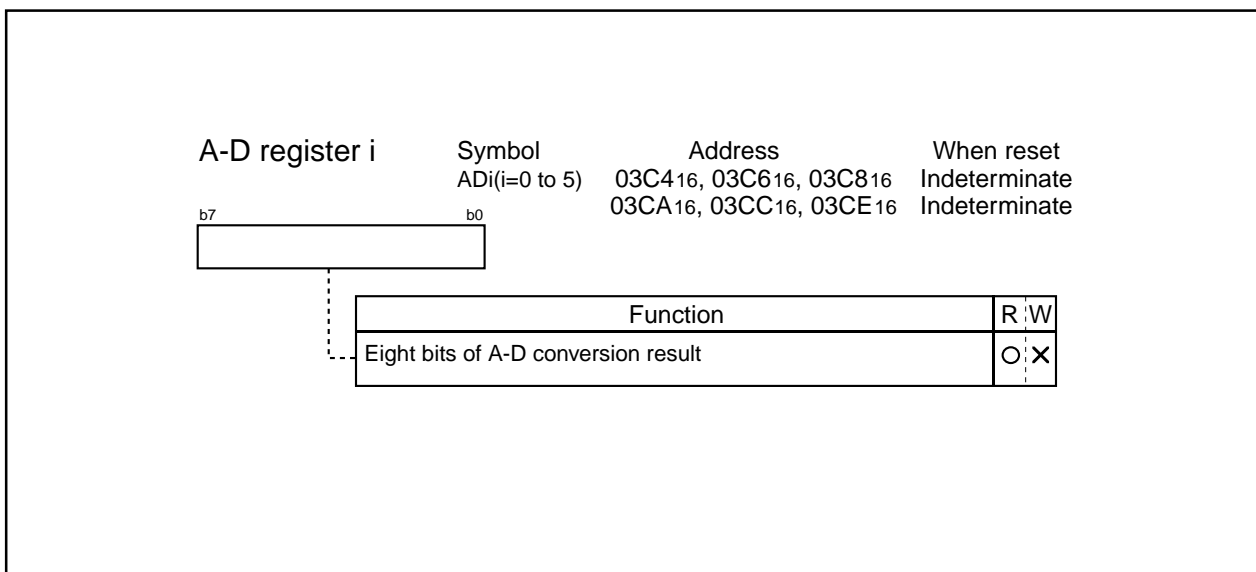 A-D register i Symbol Address When reset
ADi(i=0 to 5) 03C416, 03C616, 03C816 Indeterminate
03CA16, 03CC16, 03CE16 Indeterminate
b7 b0
Function R W
Eight bits of A-D conversion result O X